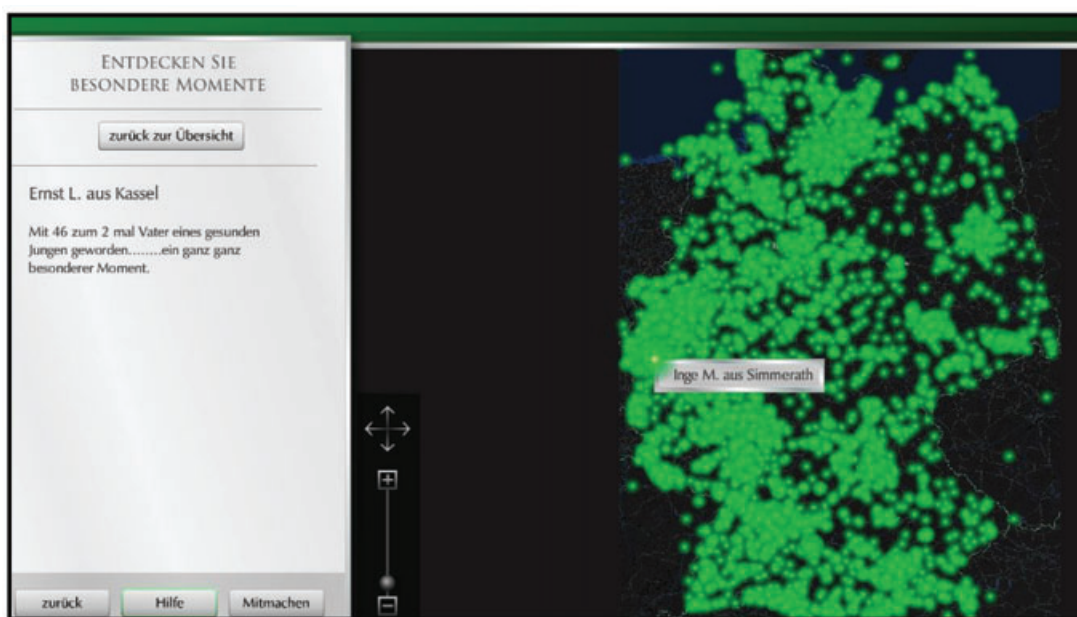 ENTDECKEN SIE
BESONDERE MOMENTE
zurück zur Übersicht
Ernst L. aus Kassel
Mit 46 zum 2 mal Vater eines gesunden
Jungen geworden........ein ganz ganz
besonderer Moment.
Inge M. aus Simmerath
zurück
Hilfe
Mitmachen